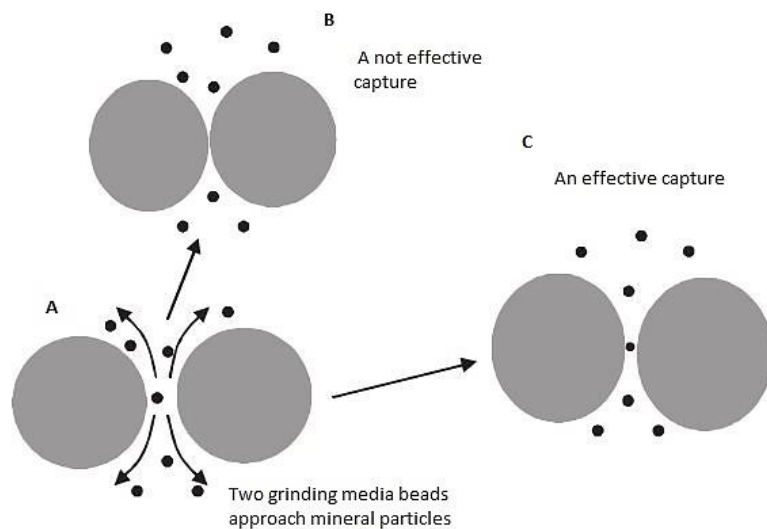 B
A not effective
capture
C
An effective capture
A
Two grinding media beads
approach mineral particles